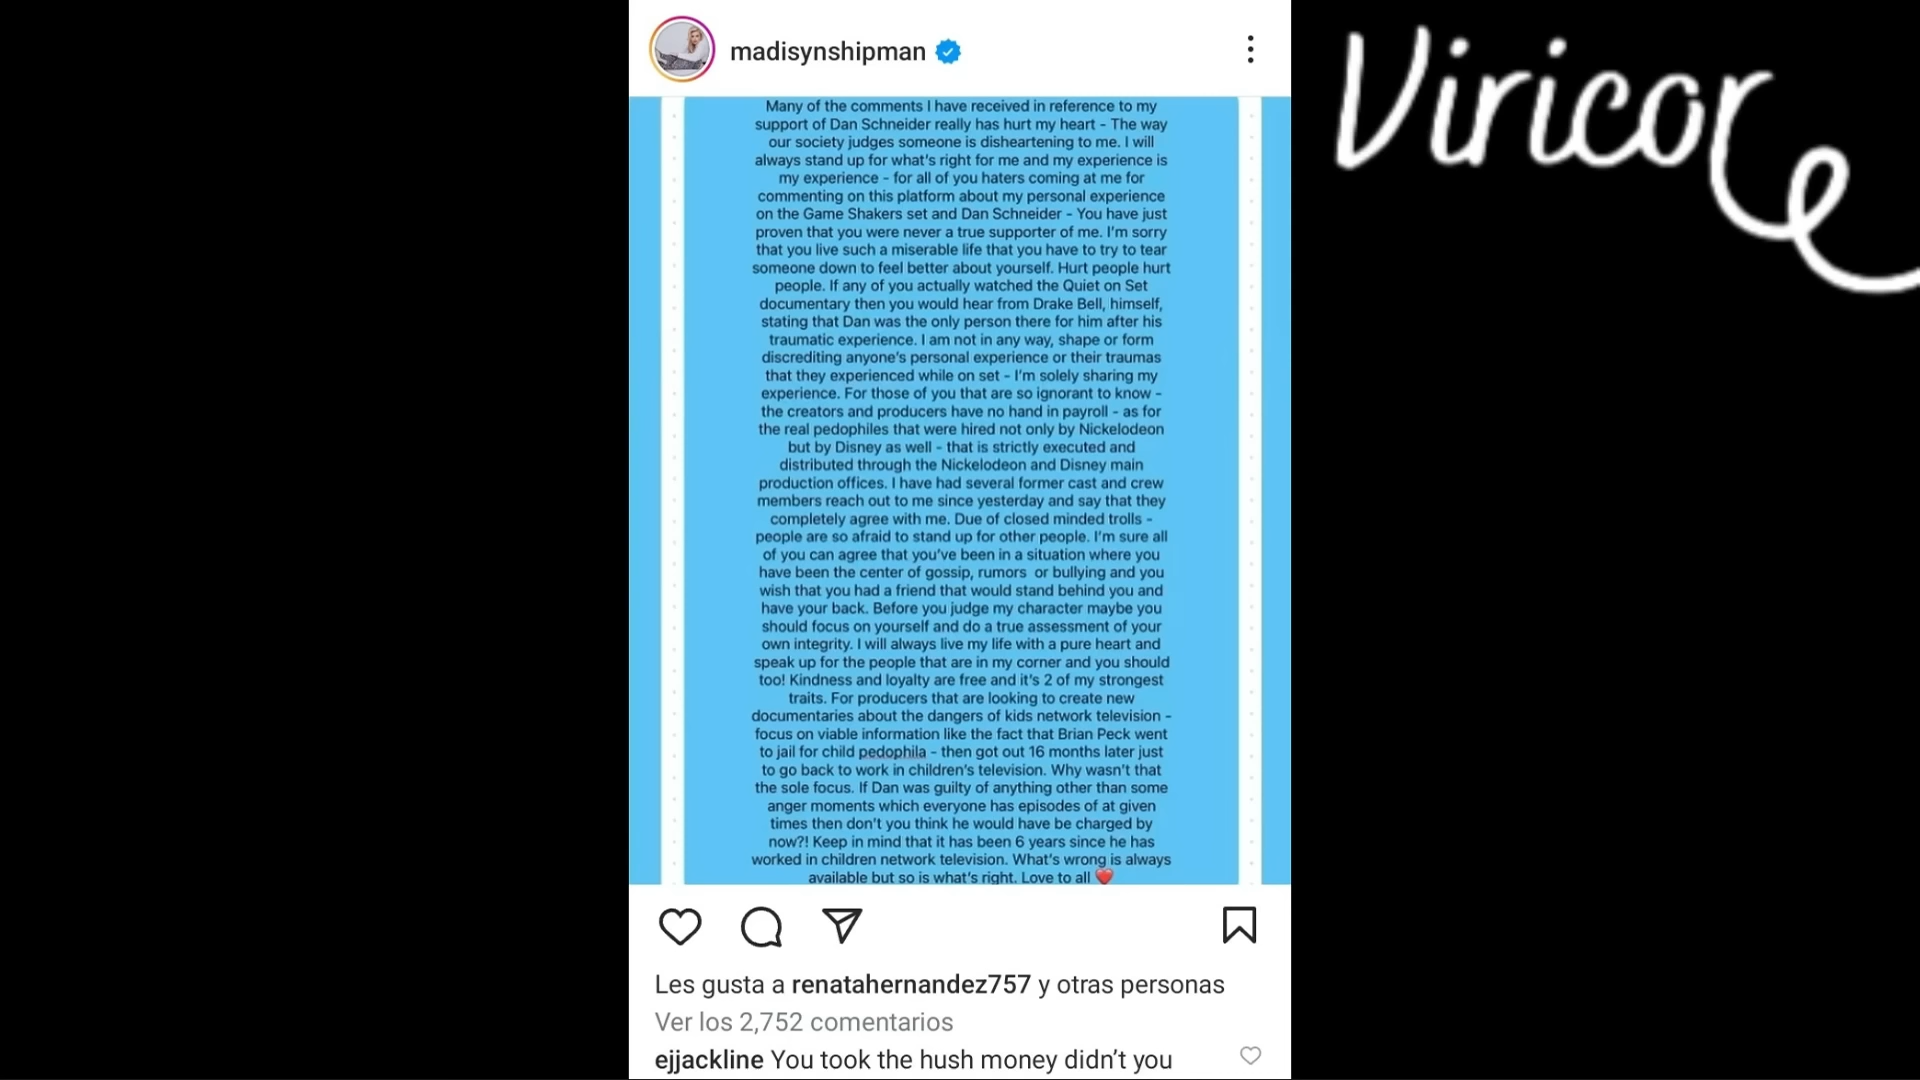 madisynshipman
Viricor
Many of the comments I have received in reference to my
support of Dan Schneider really has hurt my heart - The way
our society judges someone is disheartening to me. I will
always stand up for what's right for me and my experience is
my experience - for all of you haters coming at me for
commenting on this platform about my personal experience
on the Game Shakers set and Dan Schneider - You have just
proven that you were never a true supporter of me. I'm sorry
that you live such a miserable life that you have to try to tear
someone down to feel better about yourself. Hurt people hurt
people. If any of you actually watched the Quiet on Set
documentary then you would hear from Drake Bell, himself,
stating that Dan was the only person there for him after his
traumatic experience. I am not in any way, shape or form
discrediting anyone's personal experience or their traumas
that they experienced while on set - I'm solely sharing my
experience. For those of you that are so ignorant to know -
the creators and producers have no hand in payroll - as for
the real pedophiles that were hired not only by Nickelodeon
but by Disney as well - that is strictly executed and
distributed through the Nickelodeon and Disney main
production offices. I have had several former cast and crew
members reach out to me since yesterday and say that they
completely agree with me. Due of closed minded trolls -
people are so afraid to stand up for other people. I'm sure all
of you can agree that you've been in a situation where you
have been the center of gossip, rumors or bullying and you
wish that you had a friend that would stand behind you and
have your back. Before you judge my character maybe you
should focus on yourself and do a true assessment of your
own integrity. I will always live my life with a pure heart and
speak up for the people that are in my corner and you should
too! Kindness and loyalty are free and it's 2 of my strongest
traits. For producers that are looking to create new
documentaries about the dangers of kids network television -
focus on viable information like the fact that Brian Peck went
to jail for child pedophila - then got out 16 months later just
to go back to work in children's television. Why wasn't that
the sole focus. If Dan was guilty of anything other than some
anger moments which everyone has episodes of at given
times then don't you think he would have be charged by
now?! Keep in mind that it has been 6 years since he has
worked in children network television. What's wrong is always
available but so is what's right. Love to all ❤️
Les gusta a renatahernandez757 y otras personas
Ver los 2,752 comentarios
ejjackline You took the hush money didn't you